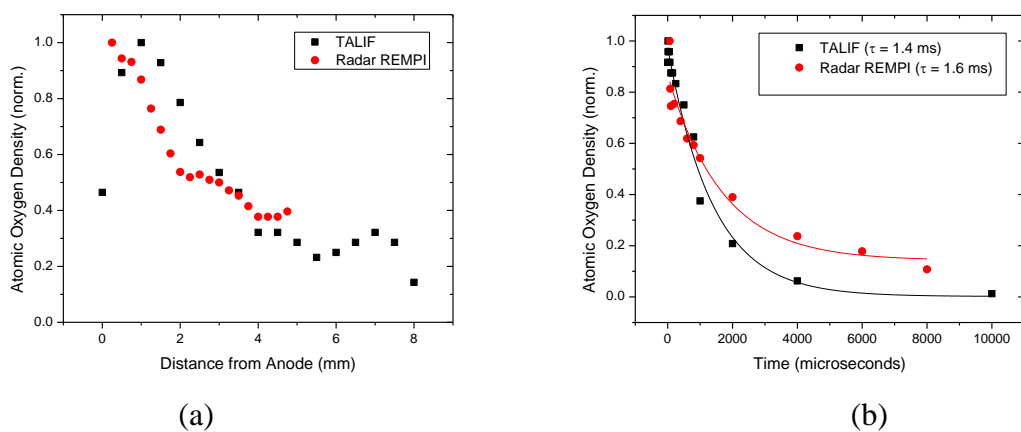 (a)
TALIF
Radar REMPI
Atomic Oxygen Density (norm.)
1.0
0.8
0.6
0.4
0.2
0.0
0 2 4 6 8
Distance from Anode (mm)
(a)
(b)
TALIF (τ = 1.4 ms)
Radar REMPI (τ = 1.6 ms)
Atomic Oxygen Density (norm.)
1.0
0.8
0.6
0.4
0.2
0.0
0 2000 4000 6000 8000 10000
Time (microseconds)
(b)